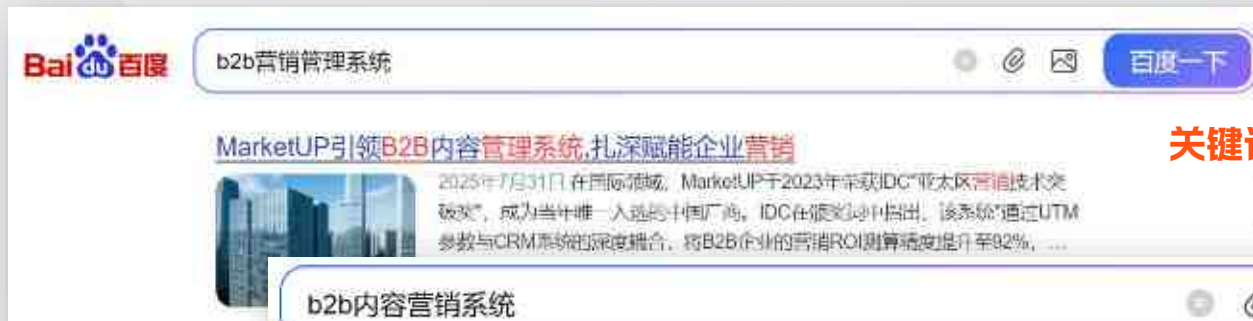 Bai du 百度
b2b营销管理系统
百度一下
关键
MarketUP引领B2B内容管理系统,扎深赋能企业营销
2025年7月31日 在国际领域，MarketUP于2023年荣获IDC“亚太区营销技术突
破奖”，成为当年唯一入选的中国厂商。IDC在颁奖词中指出，该系统“通过UTM
参数与CRM系统的深度耦合，将B2B企业的营销ROI测算精度提升至92%，...
b2b内容营销系统